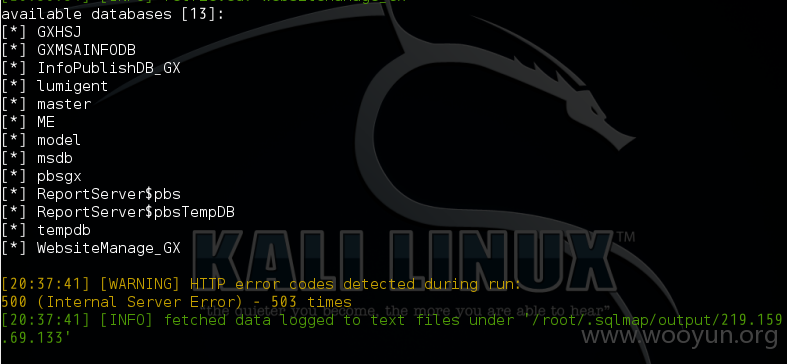 available databases [13]:
[*] GXHSJ
[*] GXMSAINFODB
[*] InfoPublishDB_GX
[*] lumigent
[*] master
[*] ME
[*] model
[*] msdb
[*] pbsgx
[*] ReportServer$pbs
[*] ReportServer$pbsTempDB
[*] tempdb
[*] WebsiteManage_GX
KALI LINUX™
[20:37:41] [WARNING] HTTP error codes detected during run:
500 (Internal Server Error) - 503 times
"the quieter you become, the more you are able to hear"
[20:37:41] [INFO] fetched data logged to text files under '/root/.sqlmap/output/219.159
.69.133'
www.wooyun.org